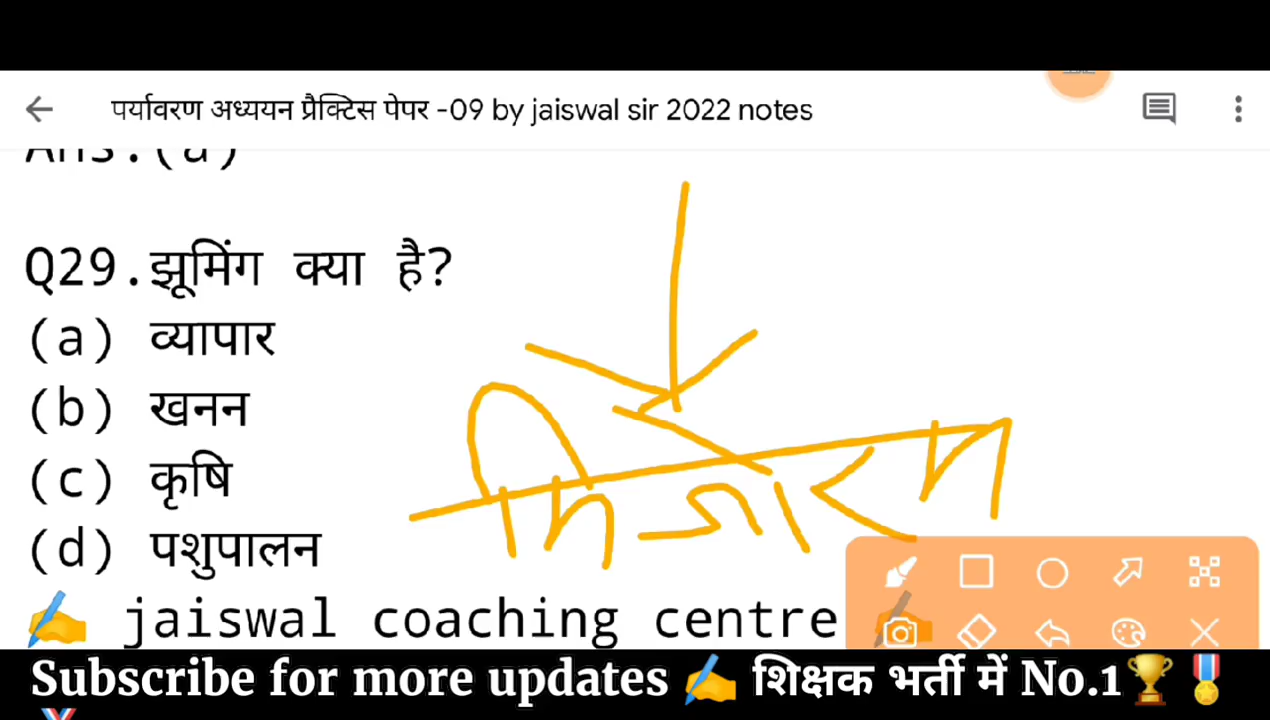 पर्यावरण अध्ययन प्रैक्टिस पेपर -09 by jaiswal sir 2022 notes
Q29.झूमिंग क्या है?
(a) व्यापार
(b) खनन
(c) कृषि
(d) पशुपालन
✍️ jaiswal coaching centre ✍️
Subscribe for more updates ✍️ शिक्षक भर्ती में No.1🏆🎖️